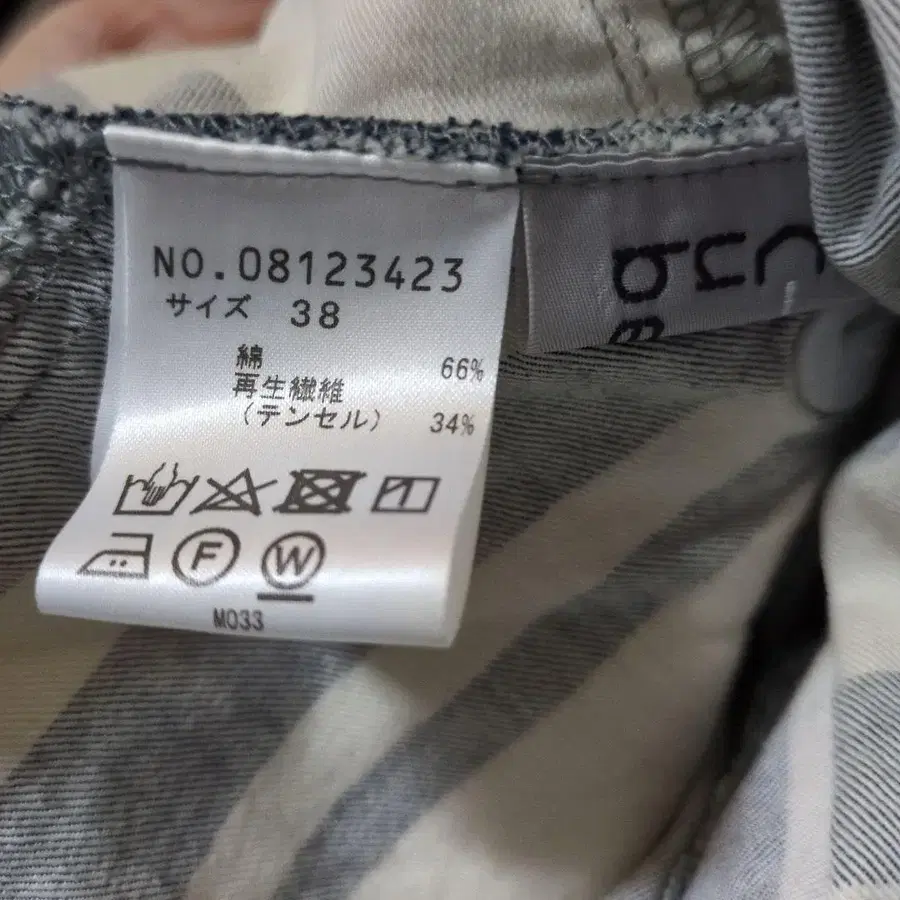 NO.08123423
サイズ 38
綿 66%
再生繊維
(テンセル) 34%
F W
M033